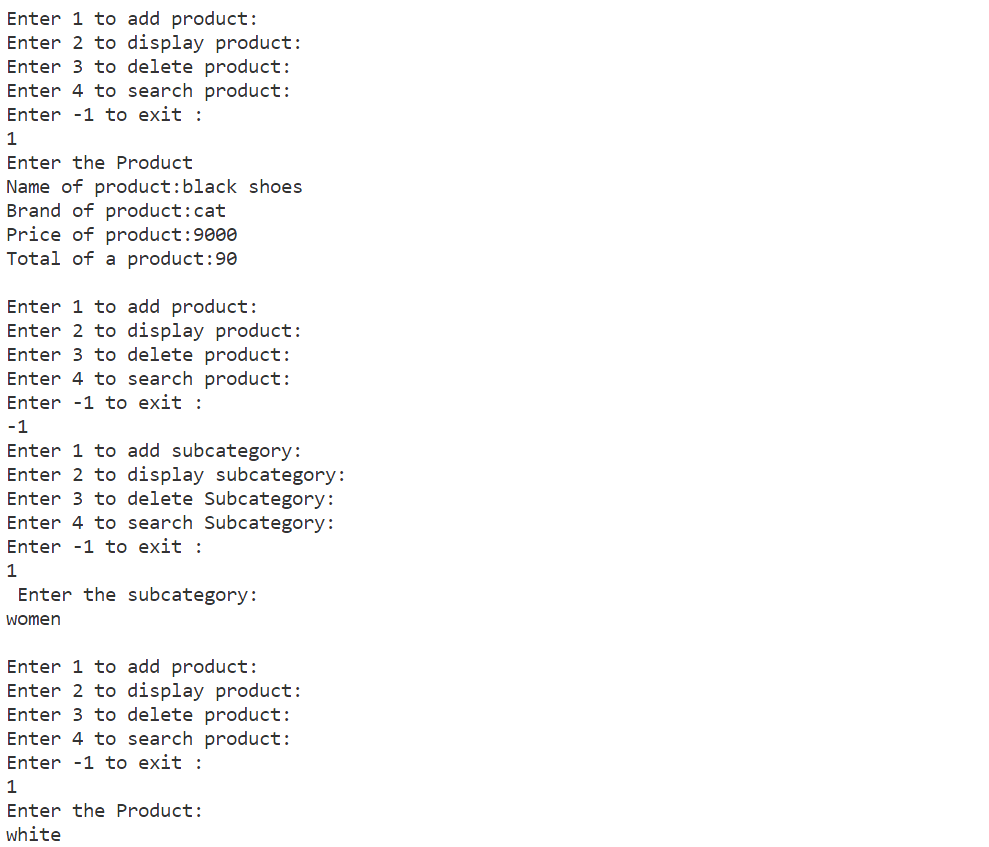 Enter 1 to add product:
Enter 2 to display product:
Enter 3 to delete product:
Enter 4 to search product:
Enter -1 to exit :
1
Enter the Product
Name of product:black shoes
Brand of product:cat
Price of product:9000
Total of a product:90
Enter 1 to add product:
Enter 2 to display product:
Enter 3 to delete product:
Enter 4 to search product:
Enter -1 to exit :
-1
Enter 1 to add subcategory:
Enter 2 to display subcategory:
Enter 3 to delete Subcategory:
Enter 4 to search Subcategory:
Enter -1 to exit :
1
 Enter the subcategory:
women
Enter 1 to add product:
Enter 2 to display product:
Enter 3 to delete product:
Enter 4 to search product:
Enter -1 to exit :
1
Enter the Product:
white